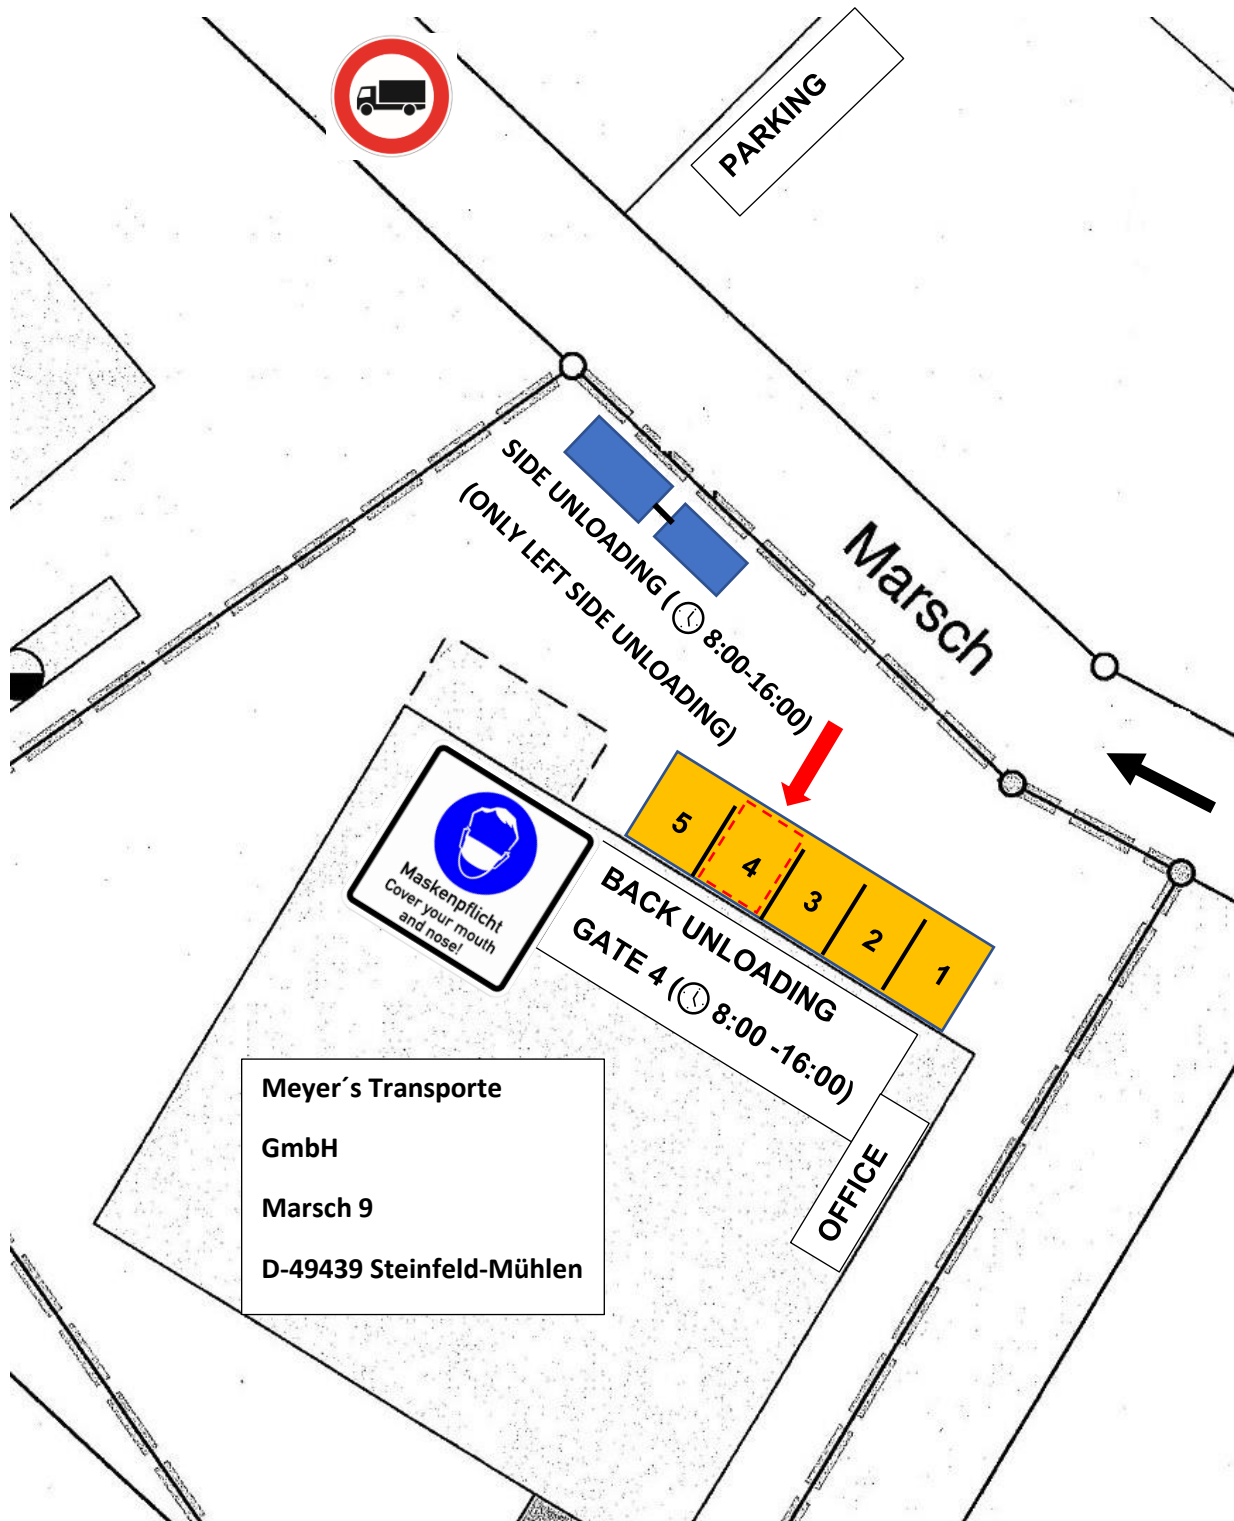 PARKING
SIDE UNLOADING (🕔 8:00-16:00)
(ONLY LEFT SIDE UNLOADING)
Marsch
5
4
3
2
1
Maskenpflicht
Cover your mouth
and nose!
BACK UNLOADING
GATE 4 (🕔 8:00 -16:00)
OFFICE
Meyer´s Transporte
GmbH
Marsch 9
D-49439 Steinfeld-Mühlen